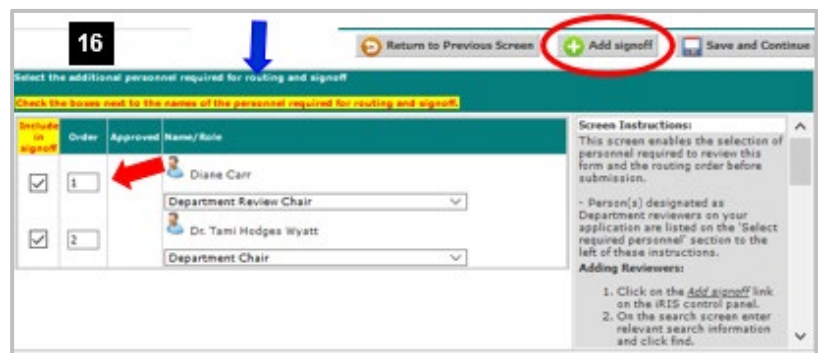 16
Return to Previous Screen Add signoff Save and Continue
Select the additional personnel required for routing and signoff
Check the boxes next to the names of the personnel required for routing and signoff.
Include in signoff Order Approved Name/Role
1 Diane Carr
Department Review Chair
2 Dr. Tami Hodges Wyatt
Department Chair
Screen Instructions:
This screen enables the selection of
personnel required to review this
form and the routing order before
submission.
- Person(s) designated as
Department reviewers on your
application are listed on the 'Select
required personnel' section to the
left of these instructions.
Adding Reviewers:
1. Click on the Add signoff link
on the iRIS control panel.
2. On the search screen enter
relevant search information
and click find.